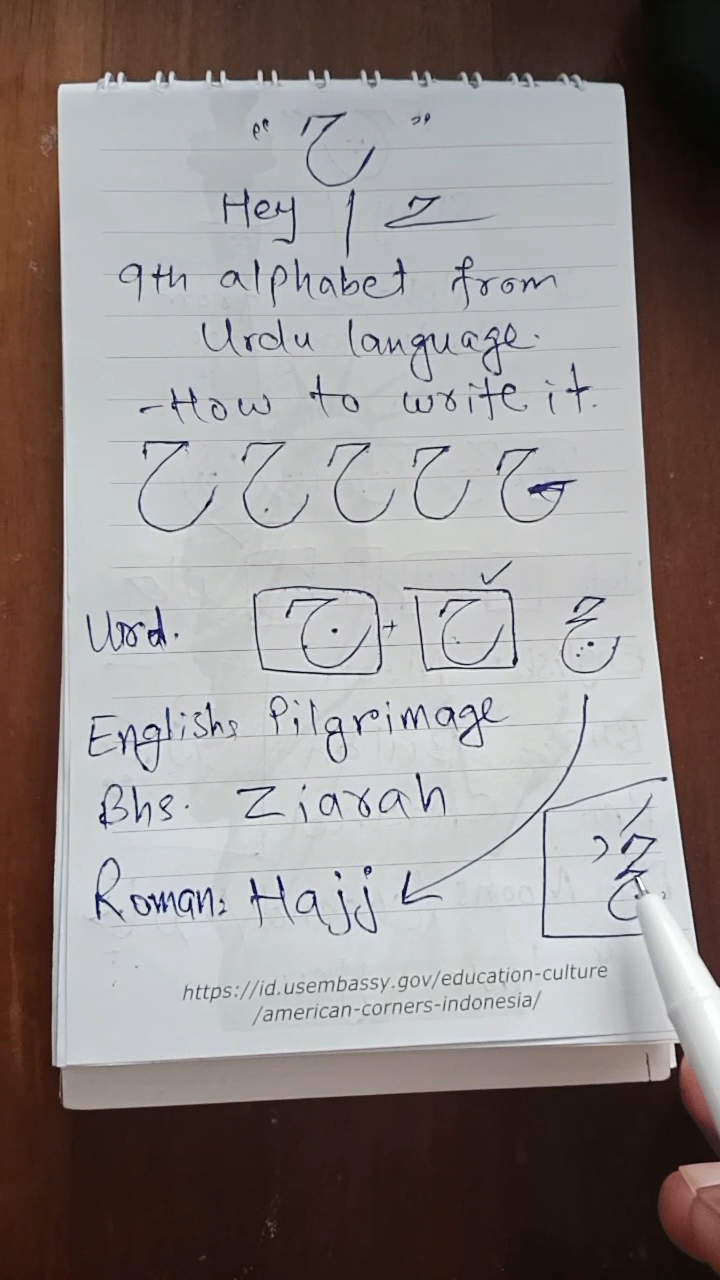 " ح "
Hey | حـ
9th alphabet from
Urdu language.
-How to write it.
ح ح ح ح ح
Urd. ج + ح ✓ حج
English: Pilgrimage
Bhs. Ziarah
Roman: Hajj
https://id.usembassy.gov/education-culture
/american-corners-indonesia/